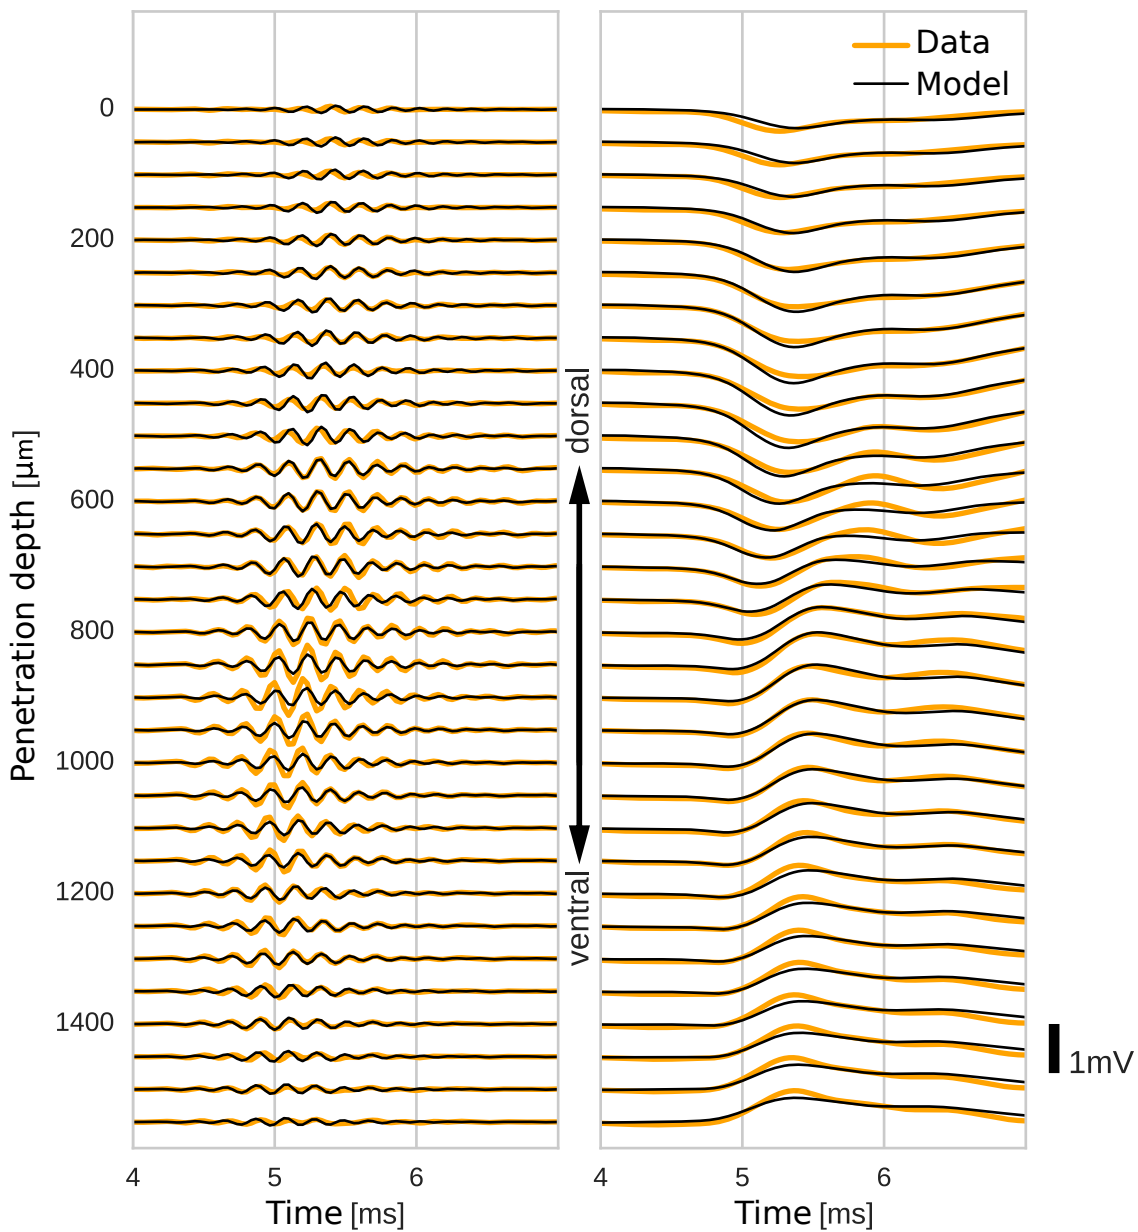 Data
Model
0
200
400
600
800
1000
1200
1400
Penetration depth [μm]
dorsal
ventral
1mV
4 5 6
4 5 6
Time [ms]
Time [ms]